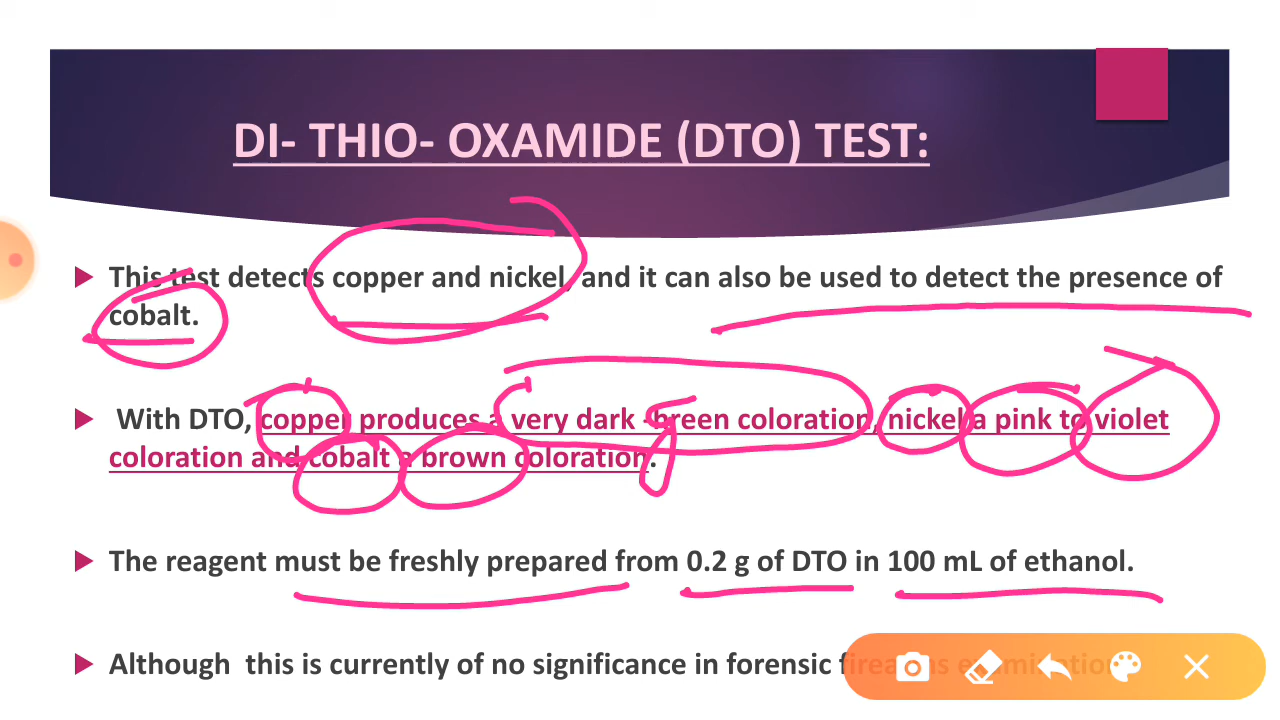 DI- THIO- OXAMIDE (DTO) TEST:
This test detects copper and nickel, and it can also be used to detect the presence of
cobalt.
With DTO, copper produces a very dark -breen coloration, nickel a pink to violet
coloration and cobalt a brown coloration.
The reagent must be freshly prepared from 0.2 g of DTO in 100 mL of ethanol.
Although this is currently of no significance in forensic firearms examination
g